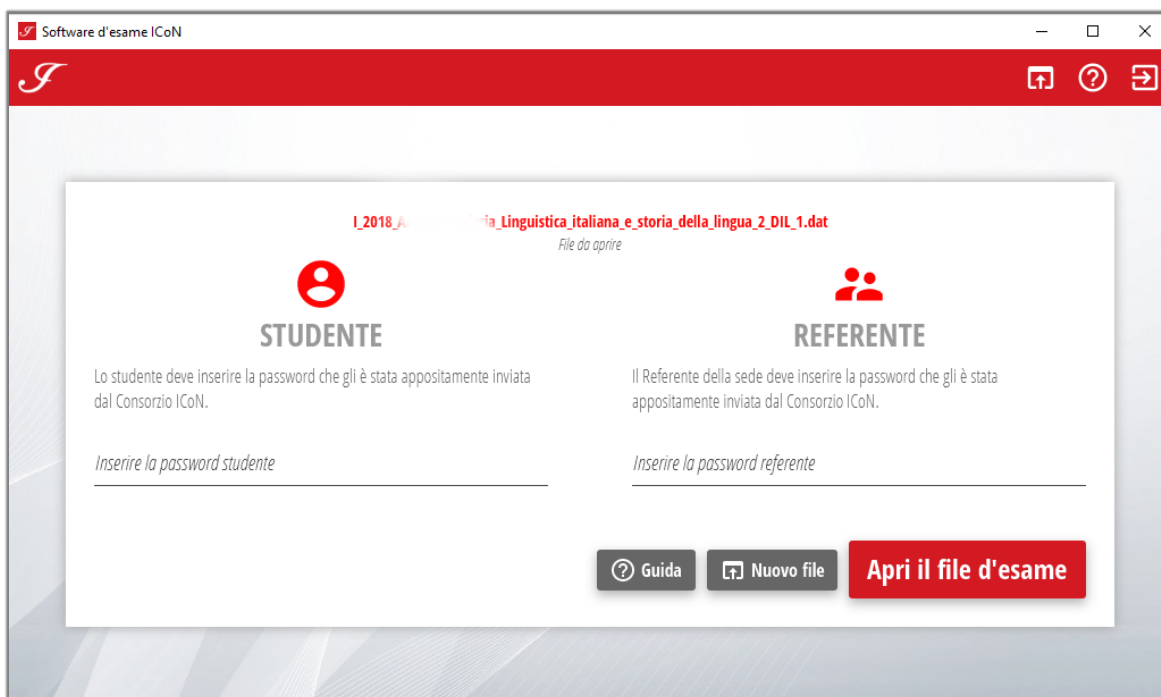 Software d'esame ICoN
I_2018_ ia_Linguistica_italiana_e_storia_della_lingua_2_DIL_1.dat
File da aprire
STUDENTE
Lo studente deve inserire la password che gli è stata appositamente inviata
dal Consorzio ICoN.
Inserire la password studente
REFERENTE
Il Referente della sede deve inserire la password che gli è stata
appositamente inviata dal Consorzio ICoN.
Inserire la password referente
Guida
Nuovo file
Apri il file d'esame